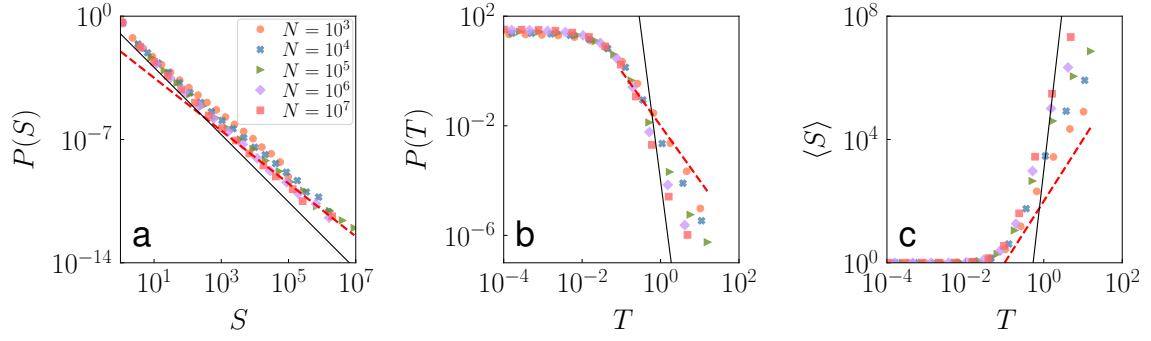 10^0
10^{-7}
10^{-14}
P(S)
N = 10^3
N = 10^4
N = 10^5
N = 10^6
N = 10^7
a
10^1
10^3
10^5
10^7
S
10^2
10^{-2}
10^{-6}
P(T)
b
10^{-4}
10^{-2}
10^0
10^2
T
10^8
10^4
10^0
⟨S⟩
c
10^{-4}
10^{-2}
10^0
10^2
T